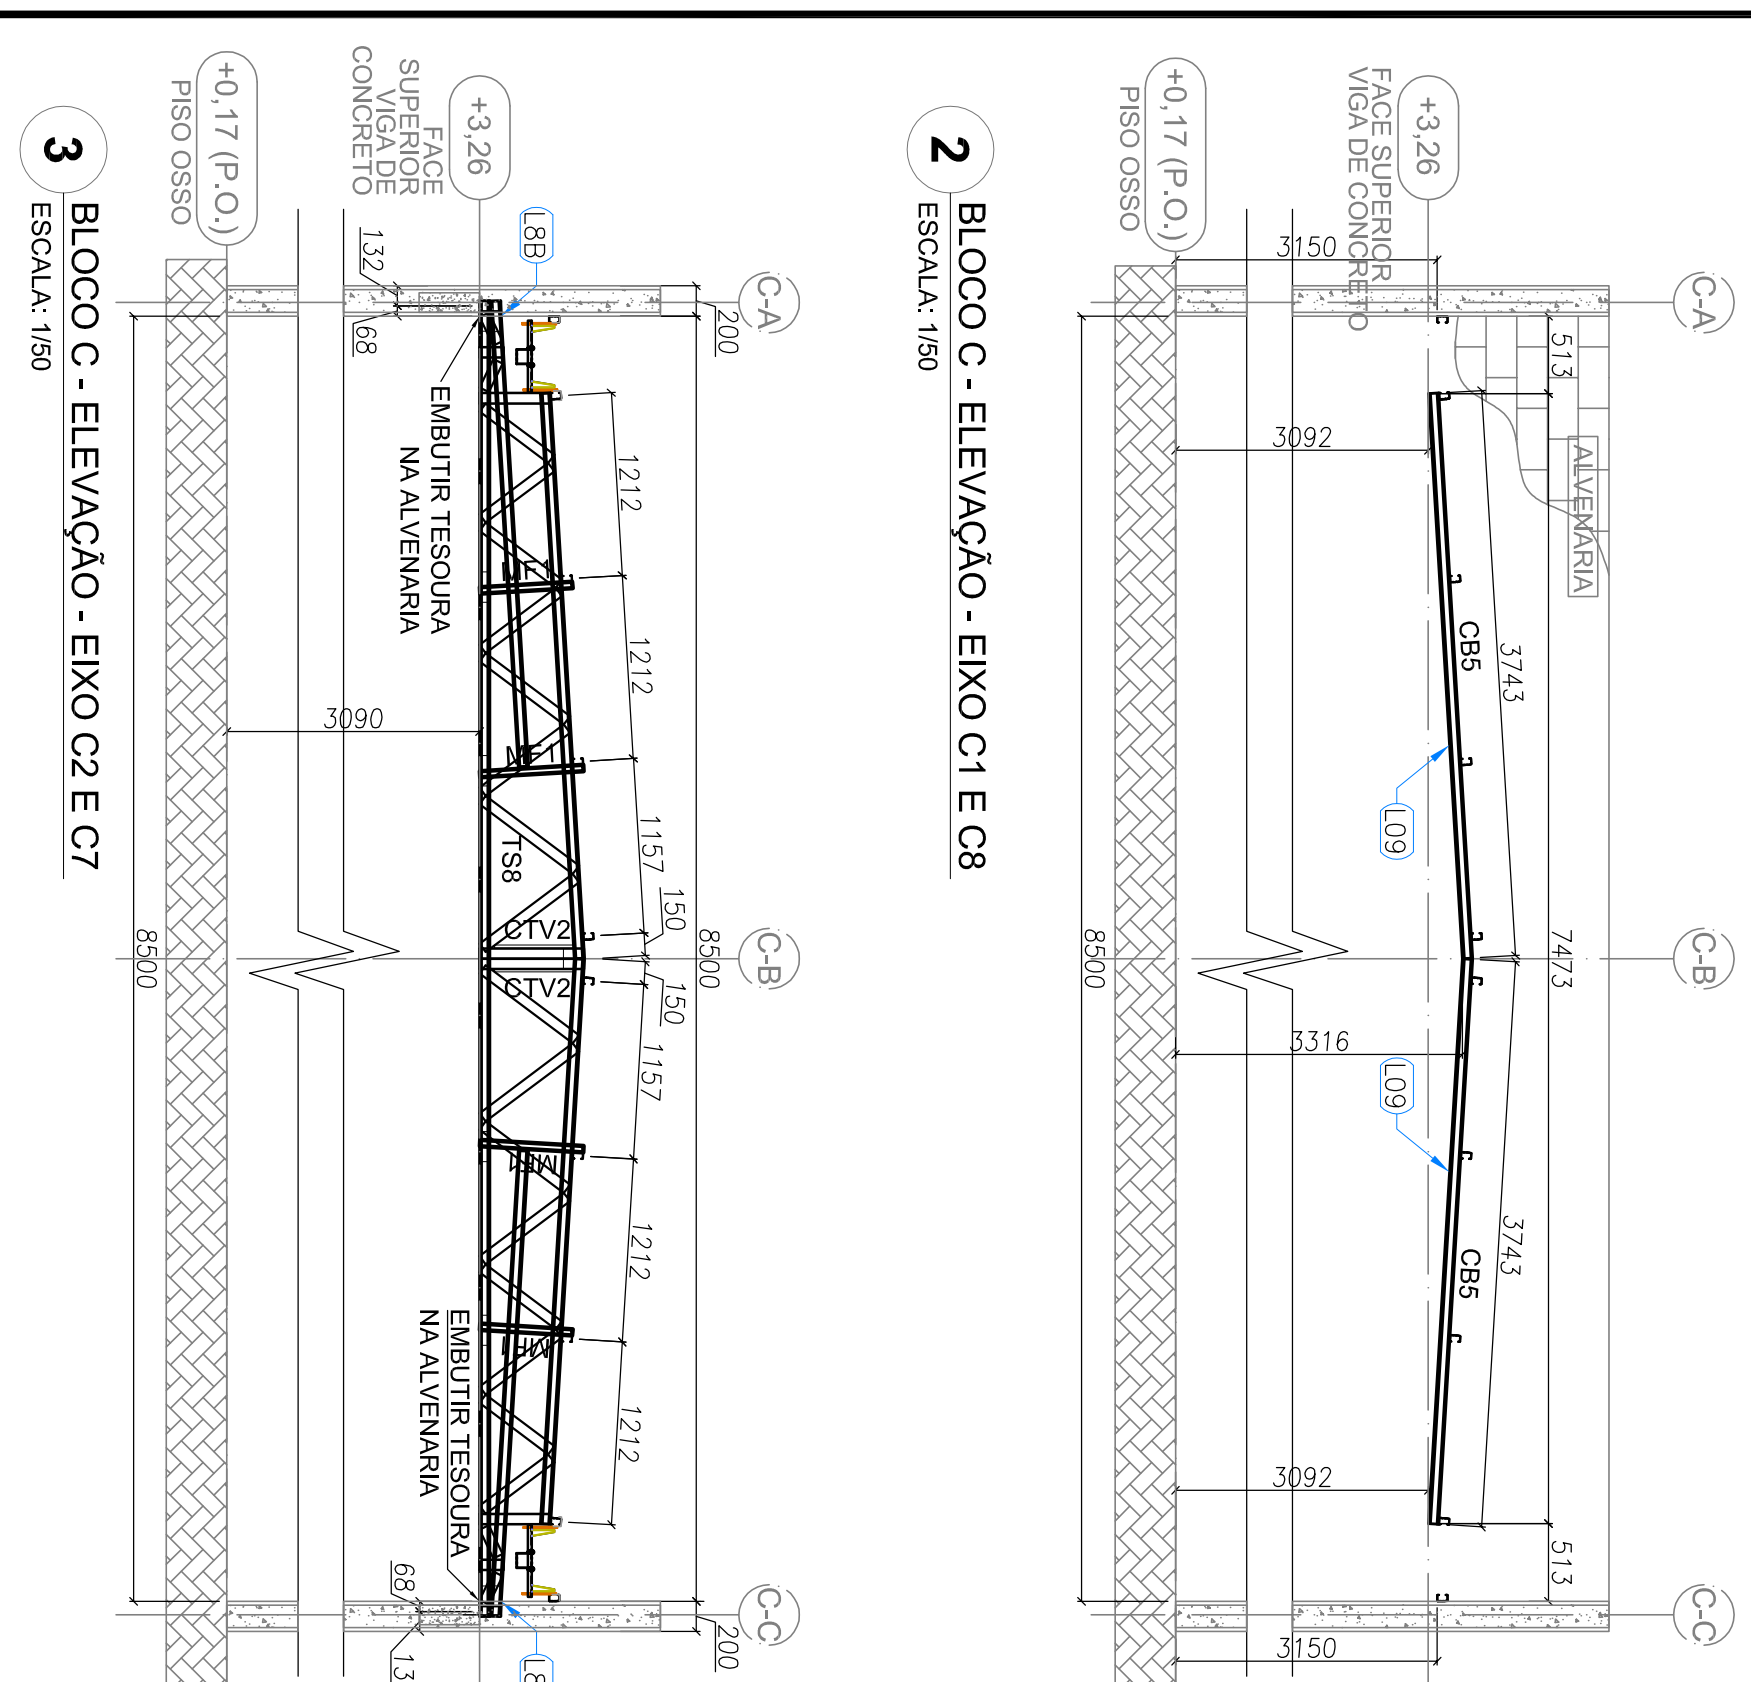 C-A
C-B
C-C
513
7473
513
ALVENARIA
3743
3743
CB5
CB5
+3,26
FACE SUPERIOR
VIGA DE CONCRETO
L09
L09
3150
3092
3316
3092
3150
+0,17 (P.O.)
PISO OSSO
8500
2
BLOCO C - ELEVAÇÃO - EIXO C1 E C8
ESCALA: 1/50
C-A
C-B
C-C
200
8500
200
150
150
1212
1212
1157
1157
1212
1212
L8B
MF1
MF1
TS8
CTV2
CTV2
MF1
MF1
+3,26
FACE
SUPERIOR
VIGA DE
CONCRETO
EMBUTIR TESOURA
NA ALVENARIA
EMBUTIR TESOURA
NA ALVENARIA
132
68
68
3090
+0,17 (P.O.)
PISO OSSO
8500
3
BLOCO C - ELEVAÇÃO - EIXO C2 E C7
ESCALA: 1/50